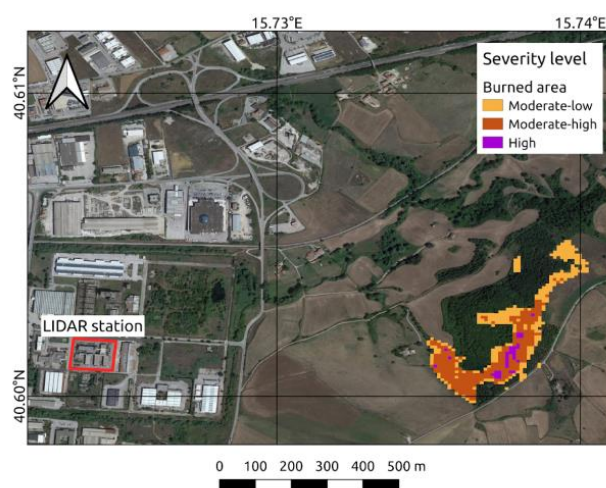 15.73°E 15.74°E
40.61°N
Severity level
Burned area
Moderate-low
Moderate-high
High
LIDAR station
40.60°N
0 100 200 300 400 500 m